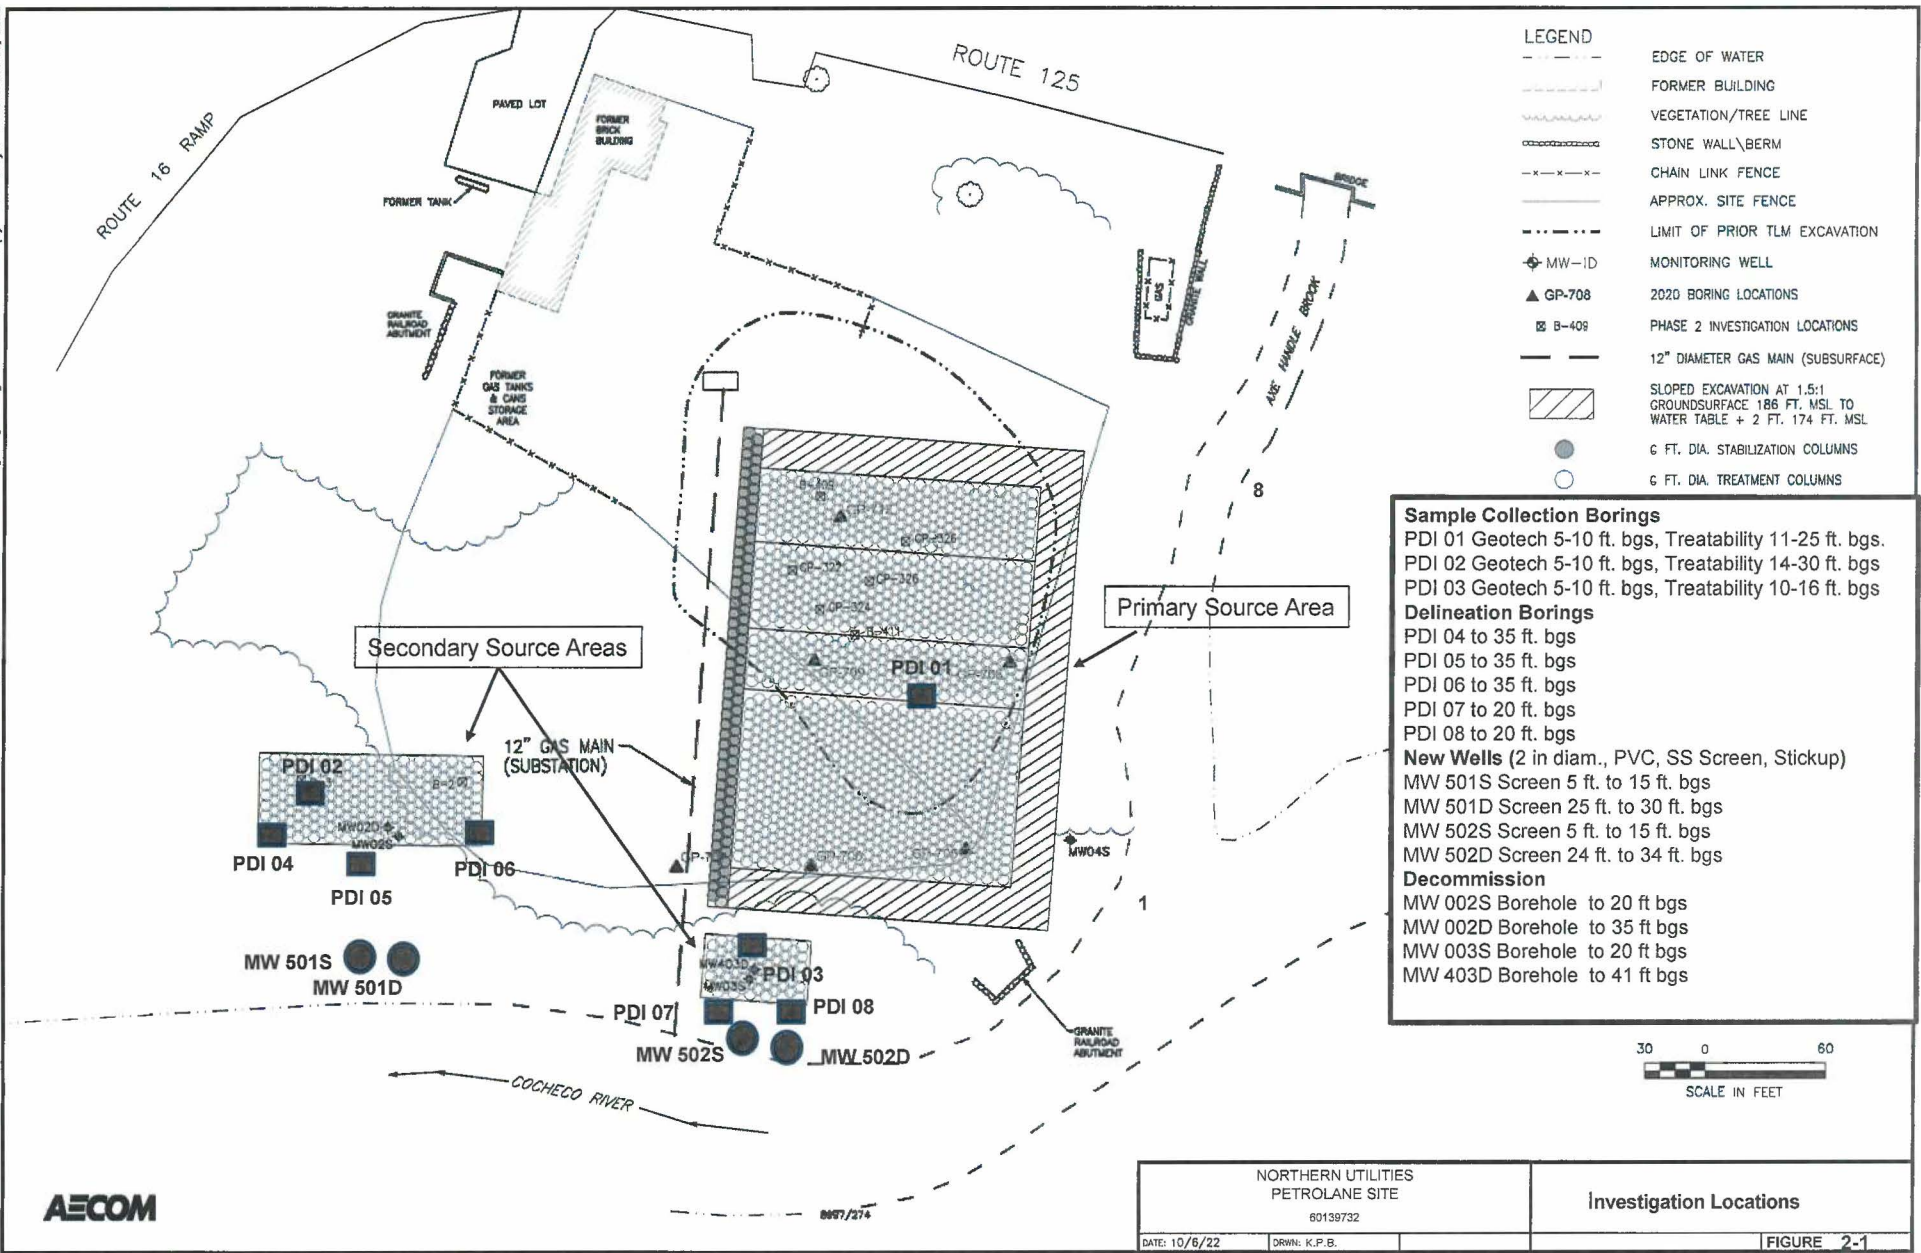 ROUTE 125
ROUTE 16 RAMP
PAVED LOT
FORMER
BRICK
BUILDING
FORMER TANK
GRANITE
RAILROAD
ABUTMENT
FORMER
GAS TANKS
& CANS
STORAGE
AREA
GAS
GRANITE WALL
BRIDGE
AXE HANDLE BROOK
8
1
LEGEND
EDGE OF WATER
FORMER BUILDING
VEGETATION/TREE LINE
STONE WALL\BERM
CHAIN LINK FENCE
APPROX. SITE FENCE
LIMIT OF PRIOR TLM EXCAVATION
MW-1D MONITORING WELL
GP-708 2020 BORING LOCATIONS
B-409 PHASE 2 INVESTIGATION LOCATIONS
12" DIAMETER GAS MAIN (SUBSURFACE)
SLOPED EXCAVATION AT 1.5:1
GROUNDSURFACE 186 FT. MSL TO
WATER TABLE + 2 FT. 174 FT. MSL
6 FT. DIA. STABILIZATION COLUMNS
6 FT. DIA. TREATMENT COLUMNS
Sample Collection Borings
PDI 01 Geotech 5-10 ft. bgs, Treatability 11-25 ft. bgs.
PDI 02 Geotech 5-10 ft. bgs, Treatability 14-30 ft. bgs
PDI 03 Geotech 5-10 ft. bgs, Treatability 10-16 ft. bgs
Delineation Borings
PDI 04 to 35 ft. bgs
PDI 05 to 35 ft. bgs
PDI 06 to 35 ft. bgs
PDI 07 to 20 ft. bgs
PDI 08 to 20 ft. bgs
New Wells (2 in diam., PVC, SS Screen, Stickup)
MW 501S Screen 5 ft. to 15 ft. bgs
MW 501D Screen 25 ft. to 30 ft. bgs
MW 502S Screen 5 ft. to 15 ft. bgs
MW 502D Screen 24 ft. to 34 ft. bgs
Decommission
MW 002S Borehole to 20 ft bgs
MW 002D Borehole to 35 ft bgs
MW 003S Borehole to 20 ft bgs
MW 403D Borehole to 41 ft bgs
Primary Source Area
Secondary Source Areas
B-409
GP-326
GP-324
B-411
GP-709
PDI 01
12" GAS MAIN
(SUBSTATION)
PDI 02
MW02D
MW02S
PDI 04
PDI 05
PDI 06
MW04S
MW 501S
MW 501D
MW403D
MW03S
PDI 03
PDI 07
PDI 08
MW 502S
MW 502D
GRANITE
RAILROAD
ABUTMENT
COCHECO RIVER
30 0 60
SCALE IN FEET
AECOM
8697/274
NORTHERN UTILITIES
PETROLANE SITE
60139732
Investigation Locations
DATE: 10/6/22
DRWN: K.P.B.
FIGURE 2-1